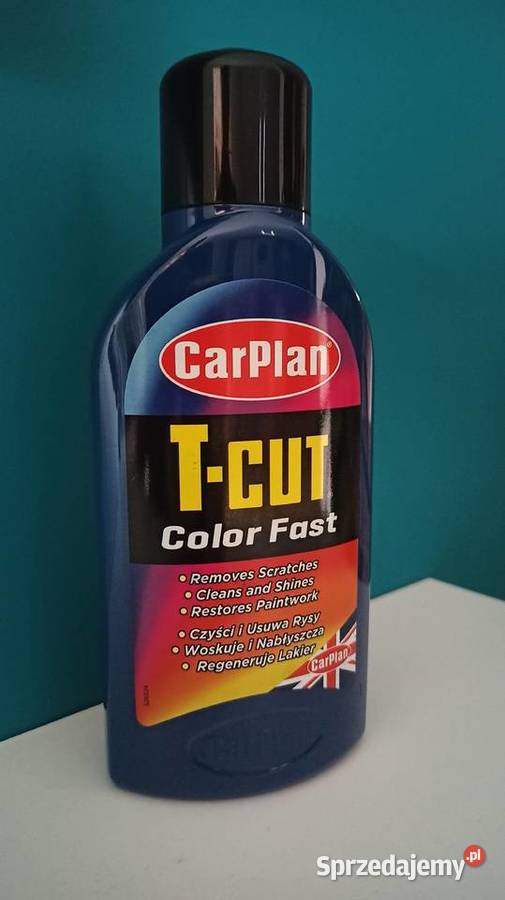 CarPlan®
T-CUT
Color Fast
• Removes Scratches
• Cleans and Shines
• Restores Paintwork
• Czyści i Usuwa Rysy
• Woskuje i Nabłyszcza
• Regeneruje Lakier
CarPlan
CarPlan
Sprzedajemy.pl